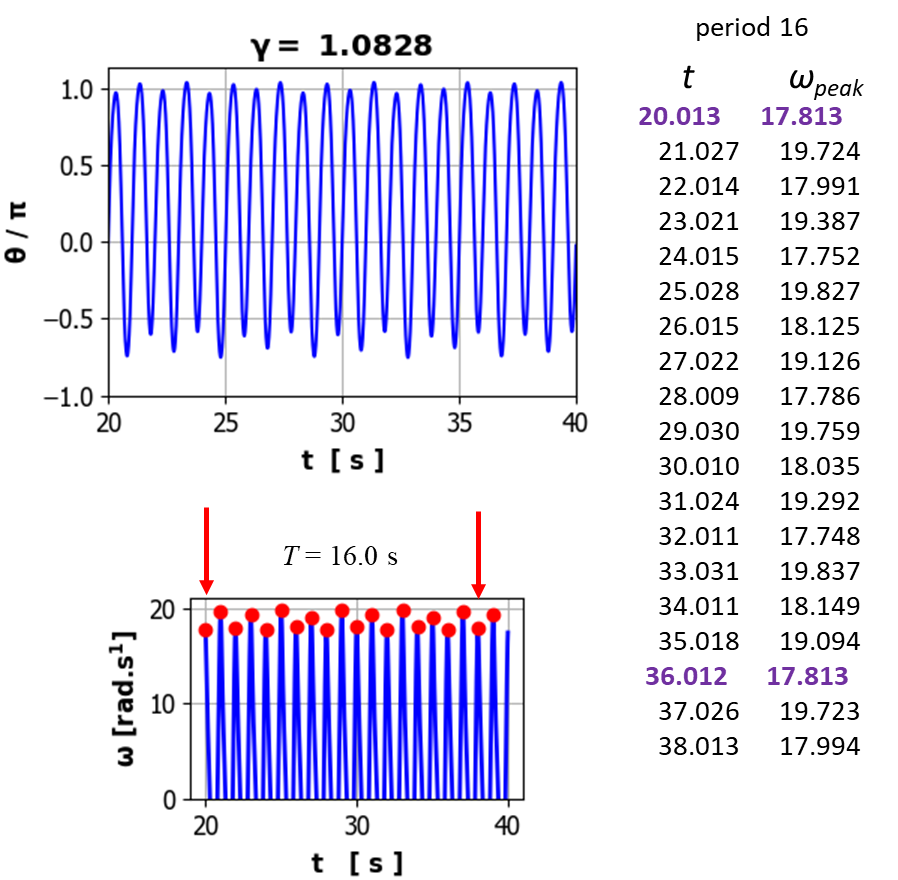 γ = 1.0828
1.0
0.5
0.0
−0.5
−1.0
θ / π
20 25 30 35 40
t [ s ]
T = 16.0 s
20
10
0
ω [rad.s¹]
20 30 40
t [ s ]
period 16
t ωpeak
20.013 17.813
21.027 19.724
22.014 17.991
23.021 19.387
24.015 17.752
25.028 19.827
26.015 18.125
27.022 19.126
28.009 17.786
29.030 19.759
30.010 18.035
31.024 19.292
32.011 17.748
33.031 19.837
34.011 18.149
35.018 19.094
36.012 17.813
37.026 19.723
38.013 17.994